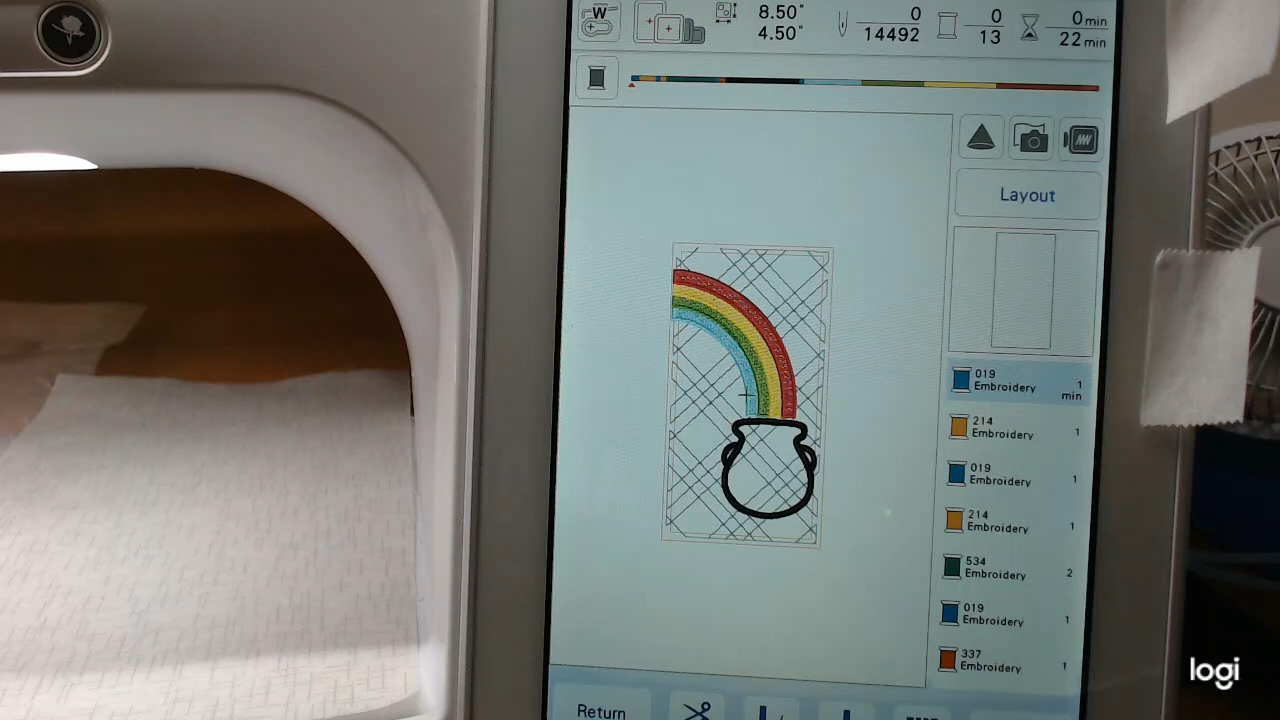 W
8.50"
4.50"
0
14492
0
13
0min
22min
Layout
019
Embroidery
1
min
214
Embroidery
1
019
Embroidery
1
214
Embroidery
1
534
Embroidery
2
019
Embroidery
1
337
Embroidery
1
Return
logi